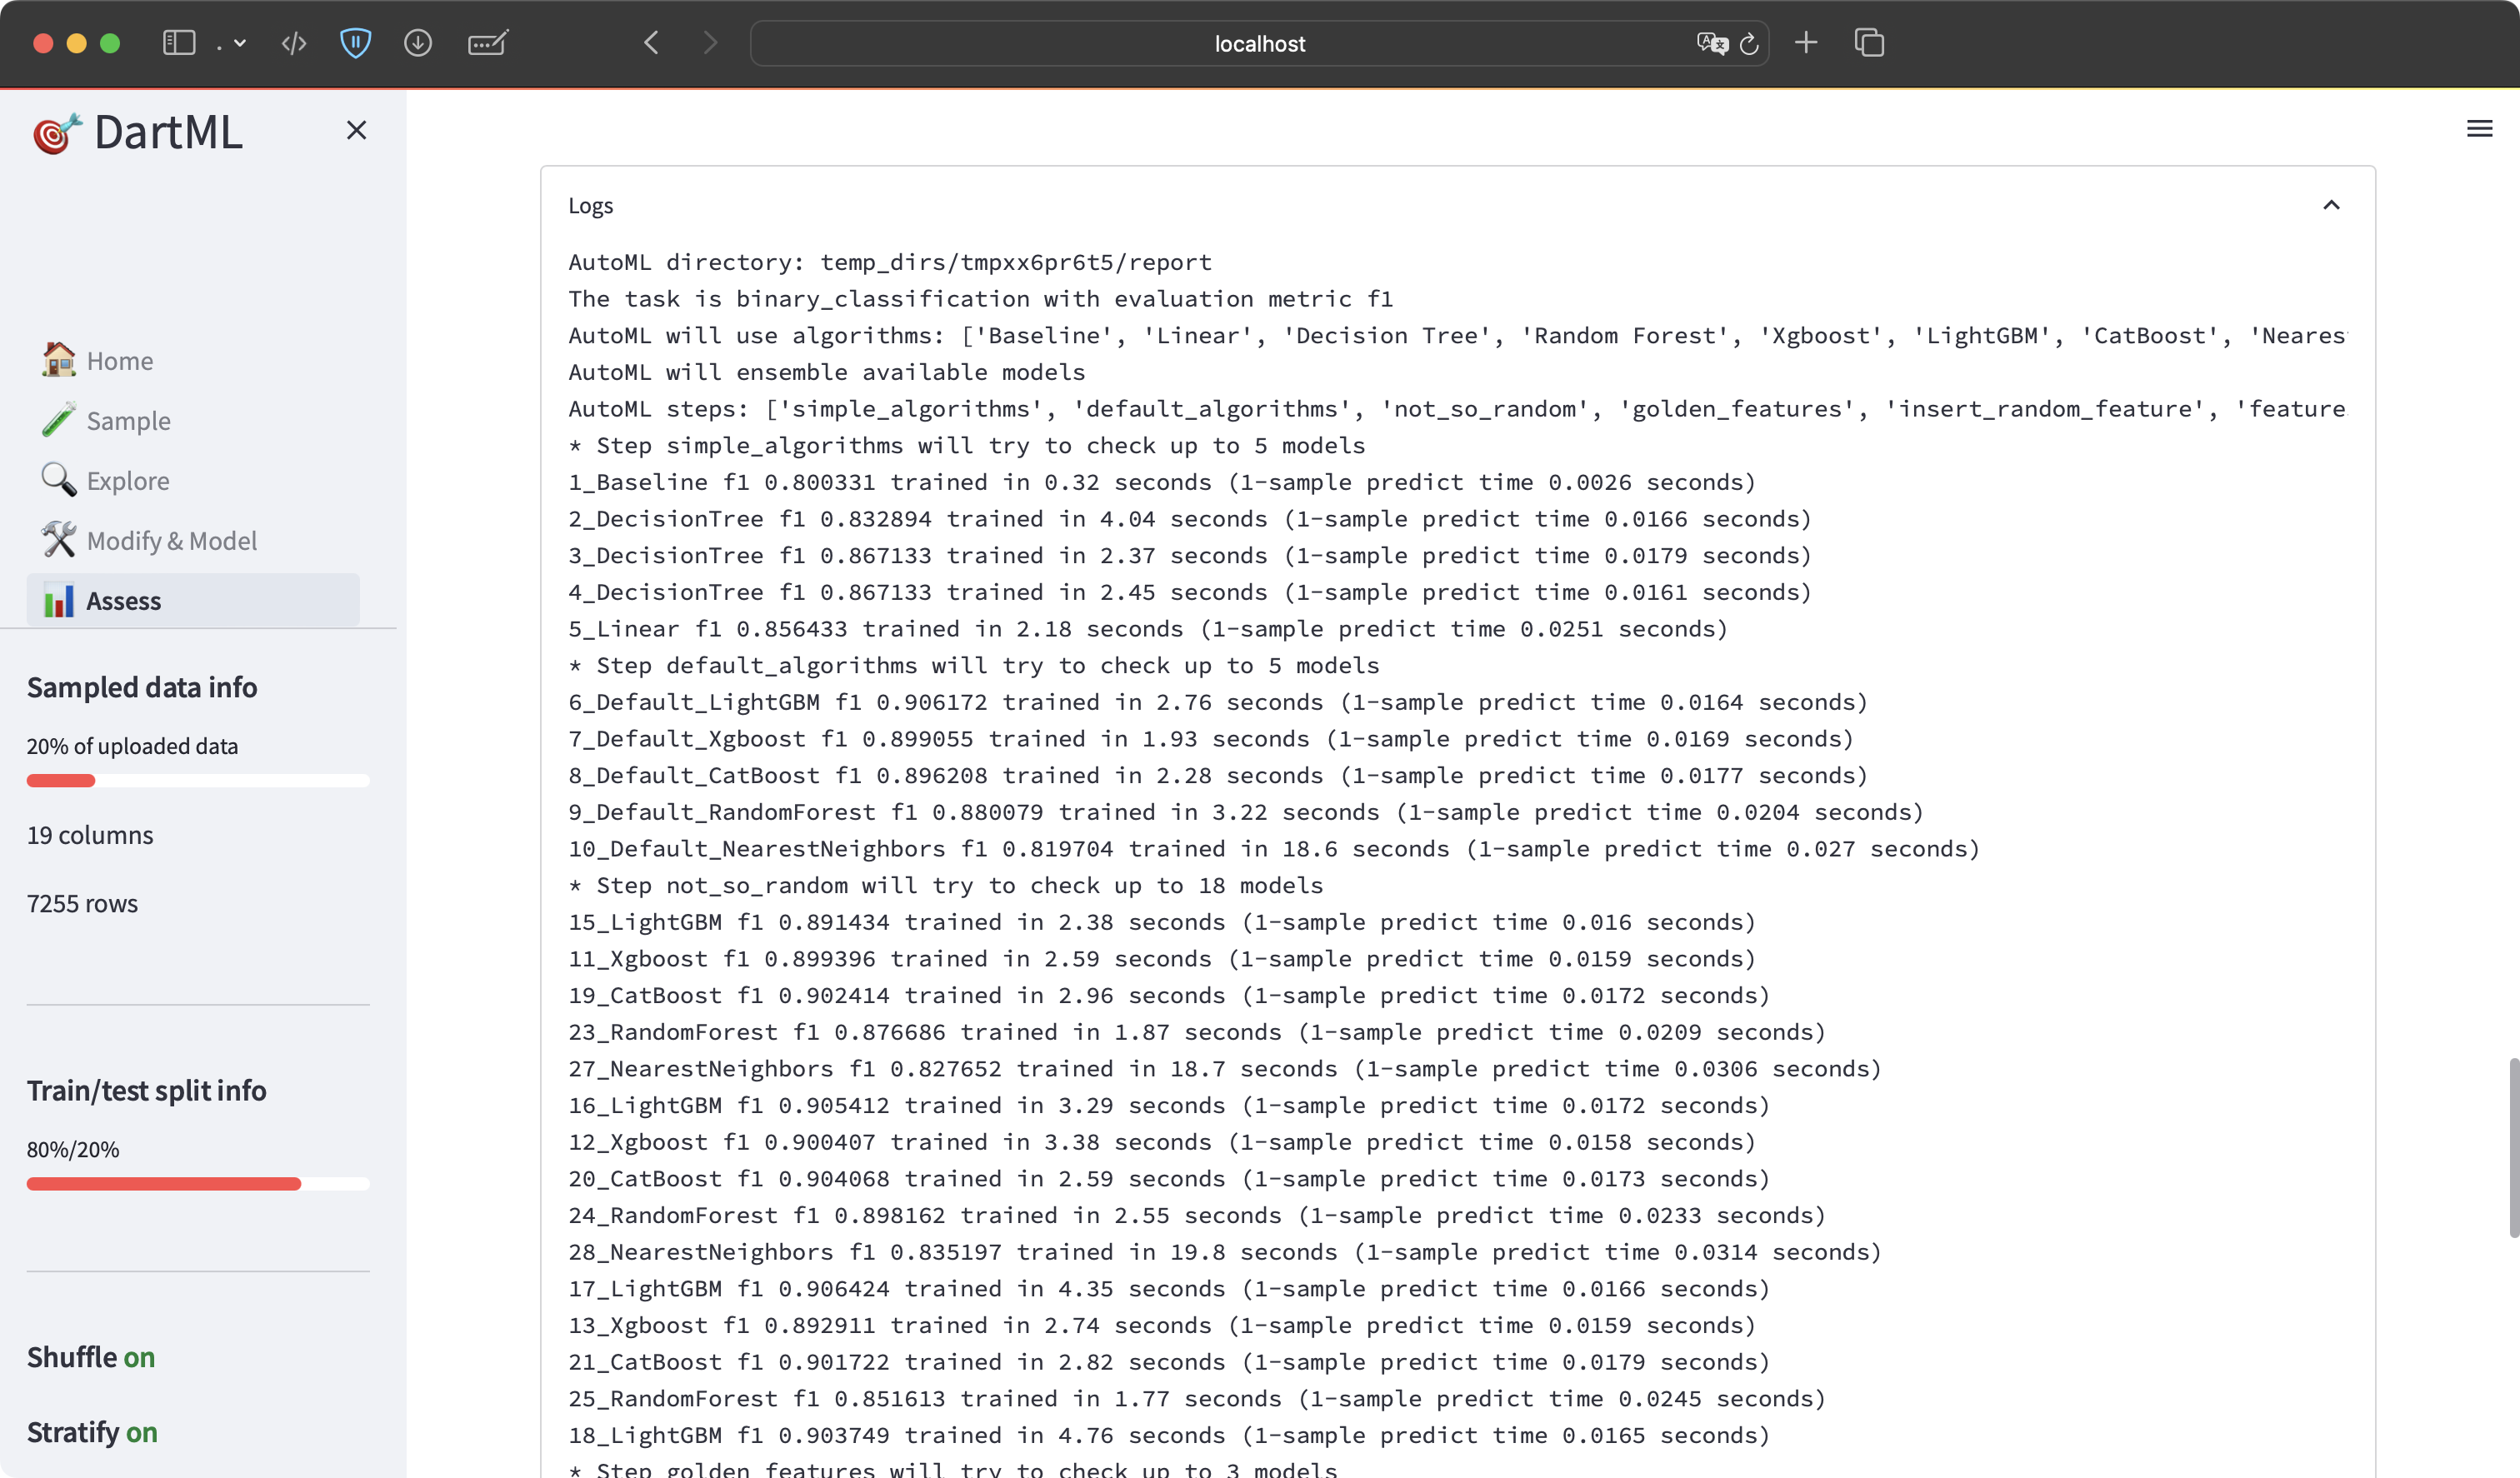 localhost
DartML
Home
Sample
Explore
Modify & Model
Assess
Sampled data info
20% of uploaded data
19 columns
7255 rows
Train/test split info
80%/20%
Shuffle on
Stratify on
Logs
AutoML directory: temp_dirs/tmpxx6pr6t5/report
The task is binary_classification with evaluation metric f1
AutoML will use algorithms: ['Baseline', 'Linear', 'Decision Tree', 'Random Forest', 'Xgboost', 'LightGBM', 'CatBoost', 'Neares
AutoML will ensemble available models
AutoML steps: ['simple_algorithms', 'default_algorithms', 'not_so_random', 'golden_features', 'insert_random_feature', 'feature
* Step simple_algorithms will try to check up to 5 models
1_Baseline f1 0.800331 trained in 0.32 seconds (1-sample predict time 0.0026 seconds)
2_DecisionTree f1 0.832894 trained in 4.04 seconds (1-sample predict time 0.0166 seconds)
3_DecisionTree f1 0.867133 trained in 2.37 seconds (1-sample predict time 0.0179 seconds)
4_DecisionTree f1 0.867133 trained in 2.45 seconds (1-sample predict time 0.0161 seconds)
5_Linear f1 0.856433 trained in 2.18 seconds (1-sample predict time 0.0251 seconds)
* Step default_algorithms will try to check up to 5 models
6_Default_LightGBM f1 0.906172 trained in 2.76 seconds (1-sample predict time 0.0164 seconds)
7_Default_Xgboost f1 0.899055 trained in 1.93 seconds (1-sample predict time 0.0169 seconds)
8_Default_CatBoost f1 0.896208 trained in 2.28 seconds (1-sample predict time 0.0177 seconds)
9_Default_RandomForest f1 0.880079 trained in 3.22 seconds (1-sample predict time 0.0204 seconds)
10_Default_NearestNeighbors f1 0.819704 trained in 18.6 seconds (1-sample predict time 0.027 seconds)
* Step not_so_random will try to check up to 18 models
15_LightGBM f1 0.891434 trained in 2.38 seconds (1-sample predict time 0.016 seconds)
11_Xgboost f1 0.899396 trained in 2.59 seconds (1-sample predict time 0.0159 seconds)
19_CatBoost f1 0.902414 trained in 2.96 seconds (1-sample predict time 0.0172 seconds)
23_RandomForest f1 0.876686 trained in 1.87 seconds (1-sample predict time 0.0209 seconds)
27_NearestNeighbors f1 0.827652 trained in 18.7 seconds (1-sample predict time 0.0306 seconds)
16_LightGBM f1 0.905412 trained in 3.29 seconds (1-sample predict time 0.0172 seconds)
12_Xgboost f1 0.900407 trained in 3.38 seconds (1-sample predict time 0.0158 seconds)
20_CatBoost f1 0.904068 trained in 2.59 seconds (1-sample predict time 0.0173 seconds)
24_RandomForest f1 0.898162 trained in 2.55 seconds (1-sample predict time 0.0233 seconds)
28_NearestNeighbors f1 0.835197 trained in 19.8 seconds (1-sample predict time 0.0314 seconds)
17_LightGBM f1 0.906424 trained in 4.35 seconds (1-sample predict time 0.0166 seconds)
13_Xgboost f1 0.892911 trained in 2.74 seconds (1-sample predict time 0.0159 seconds)
21_CatBoost f1 0.901722 trained in 2.82 seconds (1-sample predict time 0.0179 seconds)
25_RandomForest f1 0.851613 trained in 1.77 seconds (1-sample predict time 0.0245 seconds)
18_LightGBM f1 0.903749 trained in 4.76 seconds (1-sample predict time 0.0165 seconds)
* Step golden_features will try to check up to 3 models